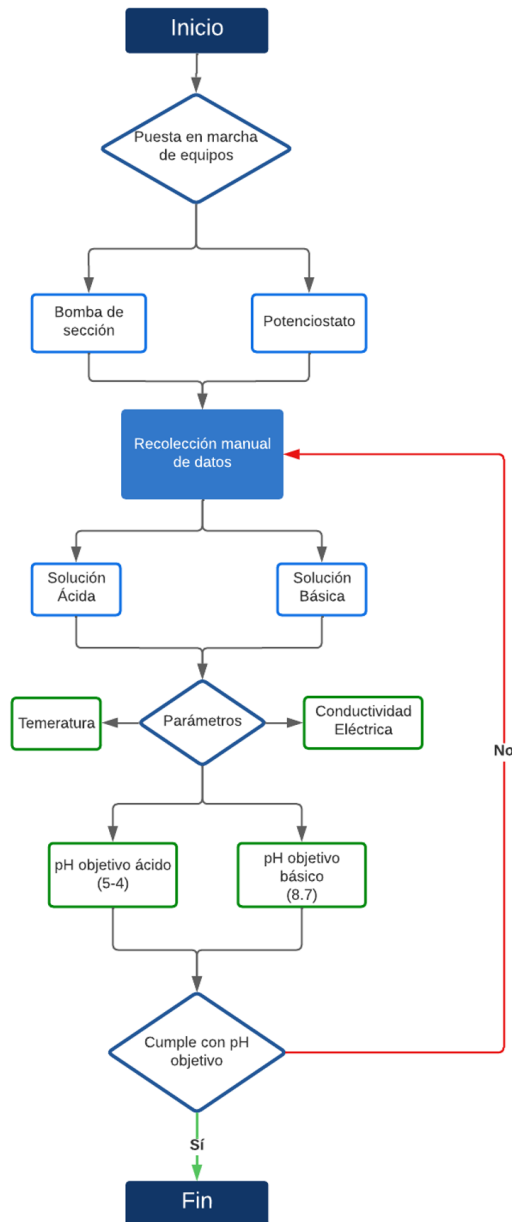 Inicio
Puesta en marcha
de equipos
Bomba de
sección
Potenciostato
Recolección manual
de datos
Solución
Ácida
Solución
Básica
Temeratura
Parámetros
Conductividad
Eléctrica
No
pH objetivo ácido
(5-4)
pH objetivo
básico
(8.7)
Cumple con pH
objetivo
Sí
Fin